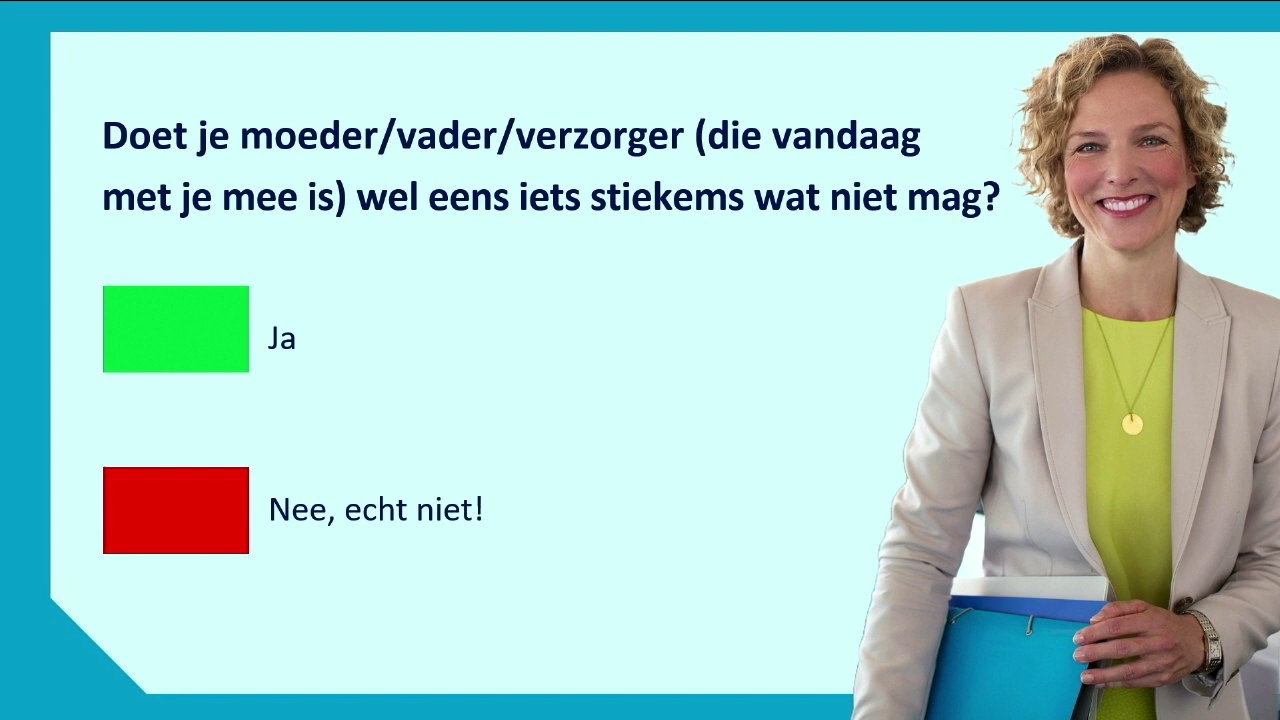 Doet je moeder/vader/verzorger (die vandaag
met je mee is) wel eens iets stiekems wat niet mag?
Ja
Nee, echt niet!